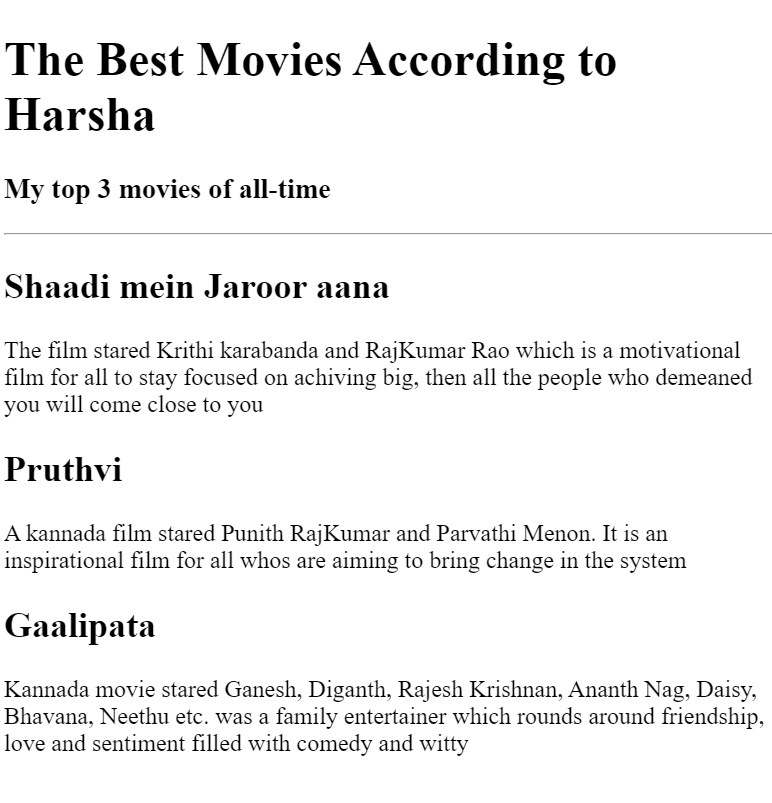 The Best Movies According to
Harsha
My top 3 movies of all-time
Shaadi mein Jaroor aana
The film stared Krithi karabanda and RajKumar Rao which is a motivational
film for all to stay focused on achiving big, then all the people who demeaned
you will come close to you
Pruthvi
A kannada film stared Punith RajKumar and Parvathi Menon. It is an
inspirational film for all whos are aiming to bring change in the system
Gaalipata
Kannada movie stared Ganesh, Diganth, Rajesh Krishnan, Ananth Nag, Daisy,
Bhavana, Neethu etc. was a family entertainer which rounds around friendship,
love and sentiment filled with comedy and witty